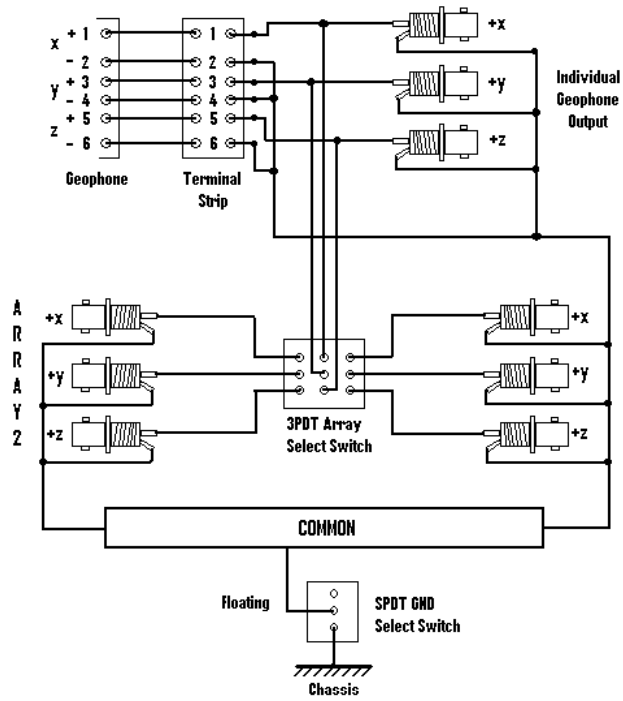 x + 1 1 +x
- 2 2
y + 3 3 +y
- 4 4
z + 5 5 +z
- 6 6
Individual
Geophone
Output
Geophone
Terminal
Strip
ARRAY2
+x +x
+y +y
+z +z
3PDT Array
Select Switch
COMMON
Floating
SPDT GND
Select Switch
Chassis